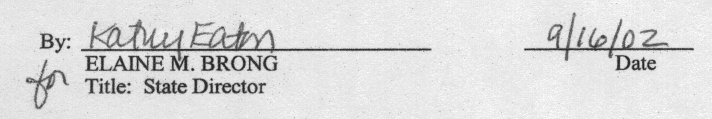 By: Kathy Eaton 9/16/02
ELAINE M. BRONG Date
for Title: State Director